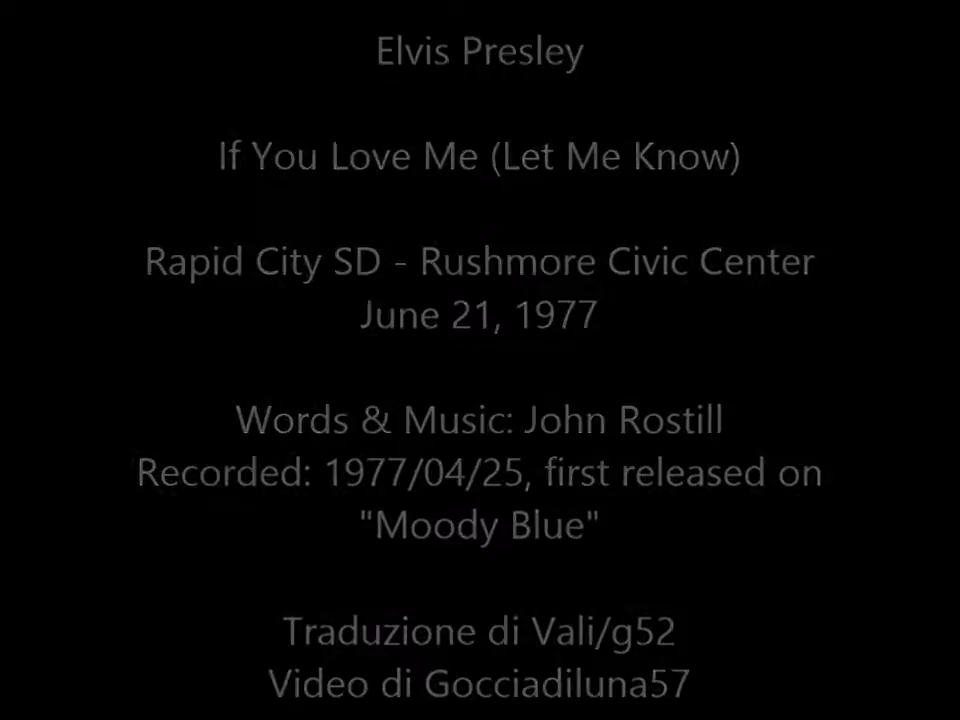 Elvis Presley
If You Love Me (Let Me Know)
Rapid City SD - Rushmore Civic Center
June 21, 1977
Words & Music: John Rostill
Recorded: 1977/04/25, first released on
"Moody Blue"
Traduzione di Vali/g52
Video di Gocciadiluna57